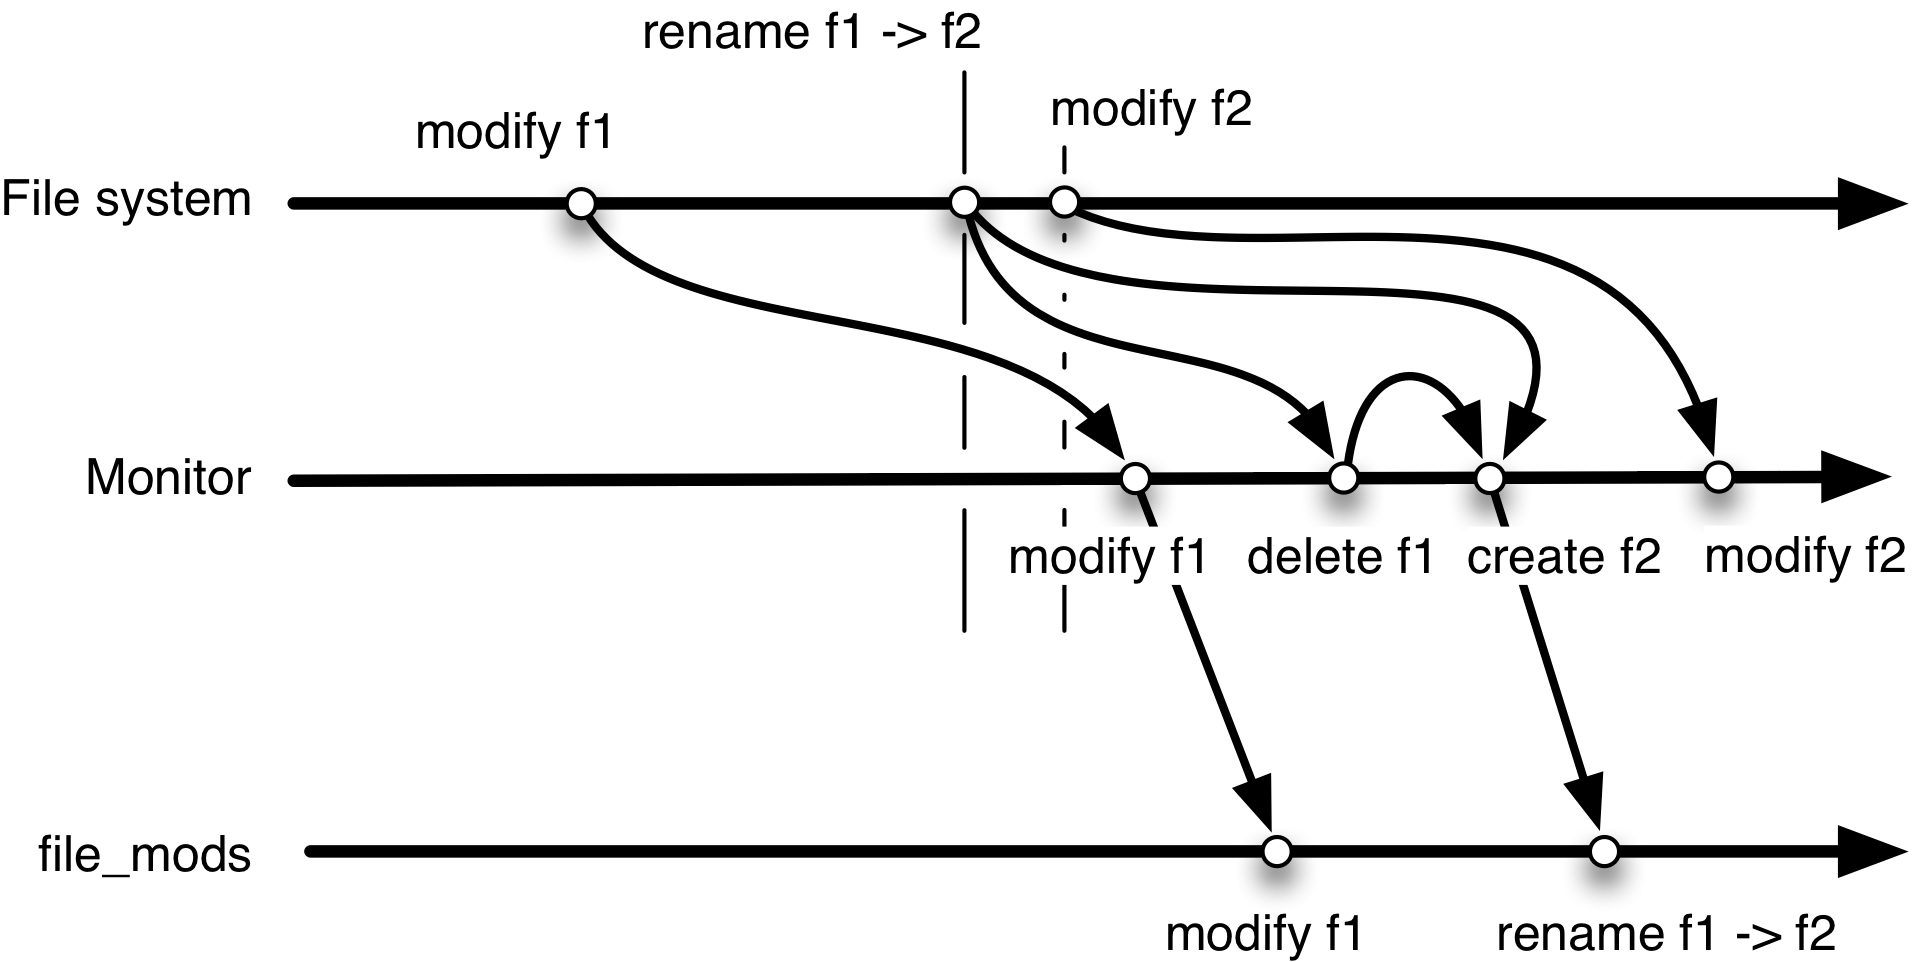 rename f1 -> f2
modify f2
modify f1
File system
Monitor
modify f1
delete f1
create f2
modify f2
file_mods
modify f1
rename f1 -> f2